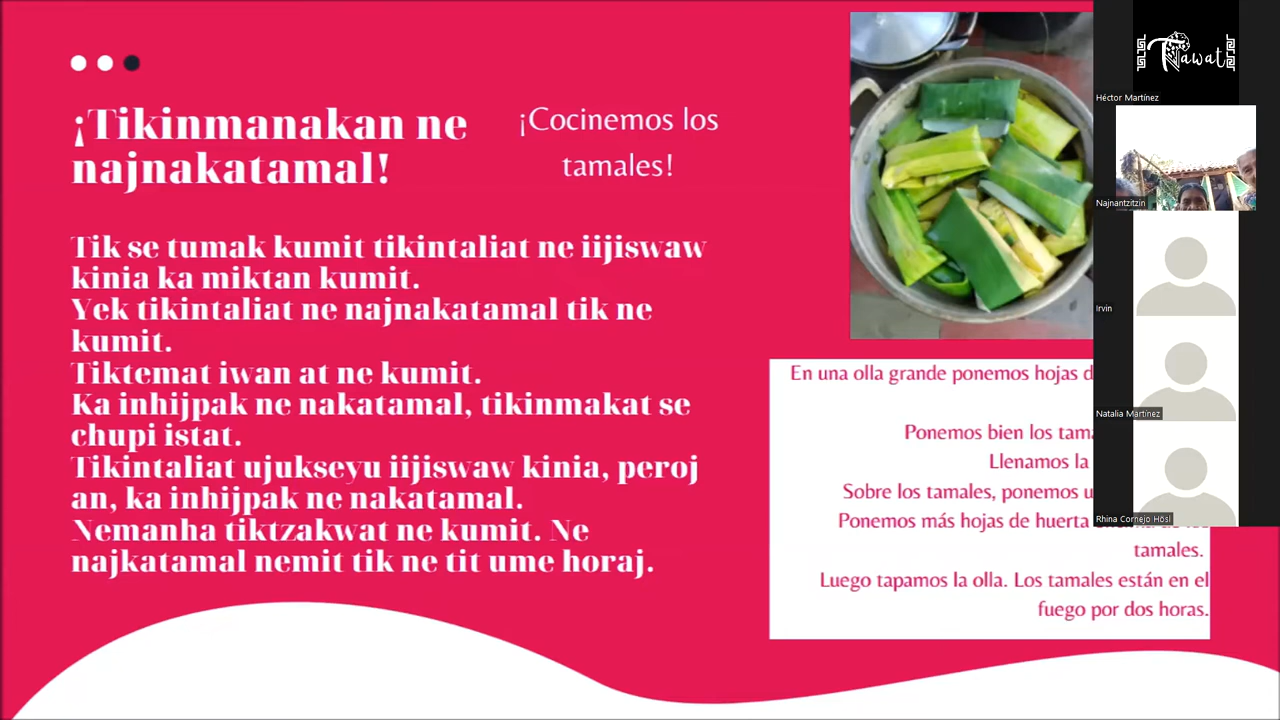 ¡Tikinmanakan ne
najnakatamal!
¡Cocinemos los
tamales!
Tik se tumak kumit tikintaliat ne iijiswaw
kinia ka miktan kumit.
Yek tikintaliat ne najnakatamal tik ne
kumit.
Tiktemat iwan at ne kumit.
Ka inhijpak ne nakatamal, tikinmakat se
chupi istat.
Tikintaliat ujukseyu iijiswaw kinia, peroj
an, ka inhijpak ne nakatamal.
Nemanha tiktzakwat ne kumit. Ne
najkatamal nemit tik ne tit ume horaj.
En una olla grande ponemos hojas
Ponemos bien los
Llenamos la
Sobre los tamales, ponemos
Ponemos más hojas de huerta
tamales.
Luego tapamos la olla. Los tamales están en el
fuego por dos horas.
Tawat
Héctor Martínez
Najnantzitzin
Irvin
Natalia Martínez
Rhina Cornejo Hösl